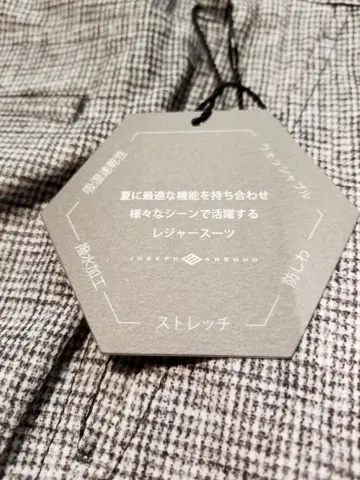 吸湿速乾性
ウォッシャブル
夏に最適な機能を持ち合わせ
様々なシーンで活躍する
レジャースーツ
JOSEPH ABBOUD
撥水加工
防しわ
ストレッチ